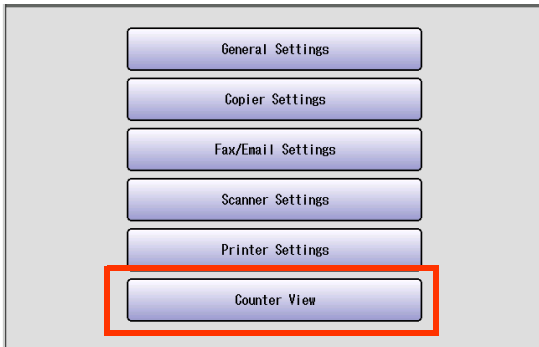 General Settings
Copier Settings
Fax/Email Settings
Scanner Settings
Printer Settings
Counter View